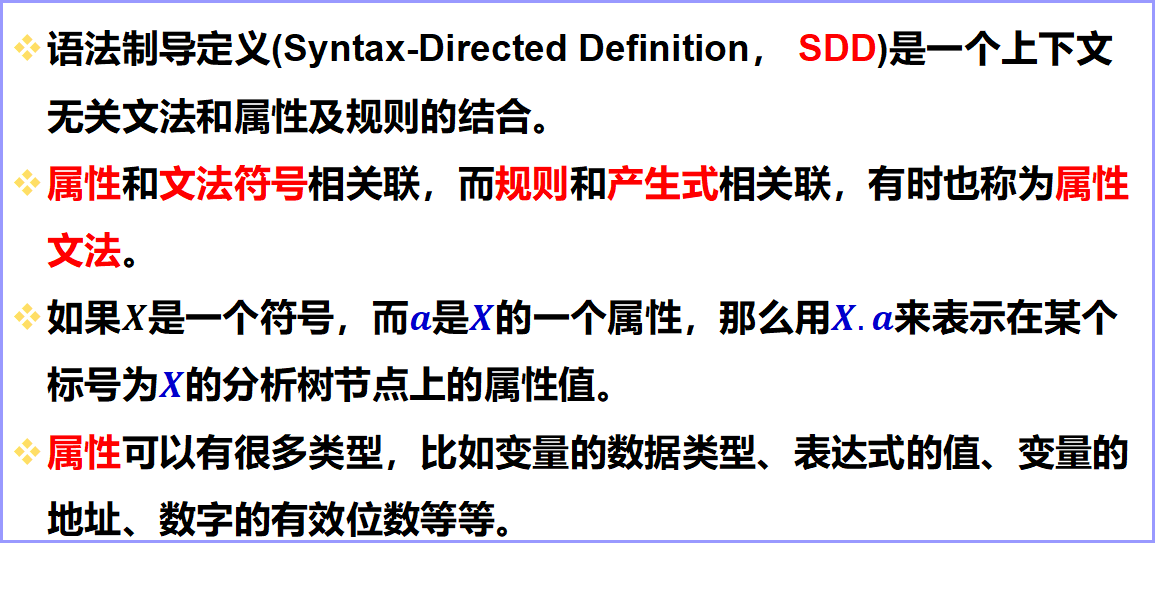 语法制导定义(Syntax-Directed Definition， SDD)是一个上下文
无关文法和属性及规则的结合。
属性和文法符号相关联，而规则和产生式相关联，有时也称为属性
文法。
如果X是一个符号，而a是X的一个属性，那么用X.a来表示在某个
标号为X的分析树节点上的属性值。
属性可以有很多类型，比如变量的数据类型、表达式的值、变量的
地址、数字的有效位数等等。